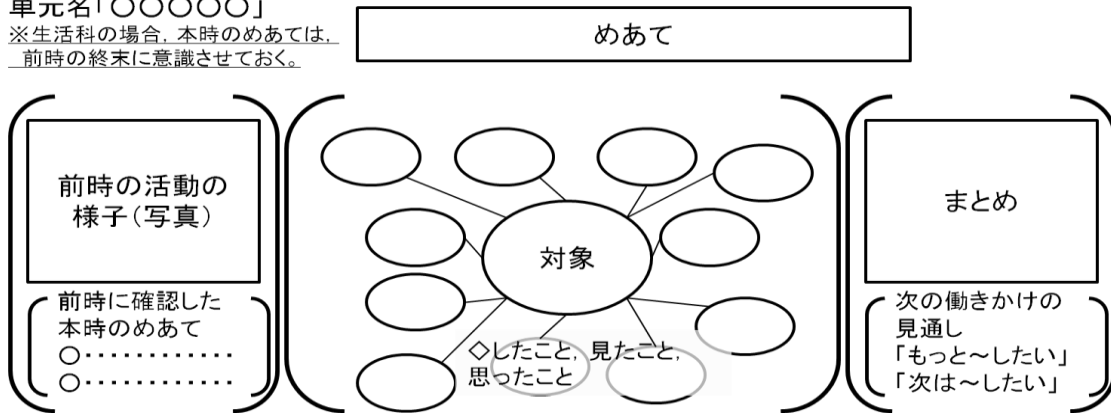 単元名「○○○○○」
※生活科の場合，本時のめあては，
前時の終末に意識させておく。
めあて
前時の活動の
様子（写真）
前時に確認した
本時のめあて
○・・・・・・・・・・・・
○・・・・・・・・・・・・
対象
◇したこと，見たこと，
思ったこと
まとめ
次の働きかけの
見通し
「もっと～したい」
「次は～したい」